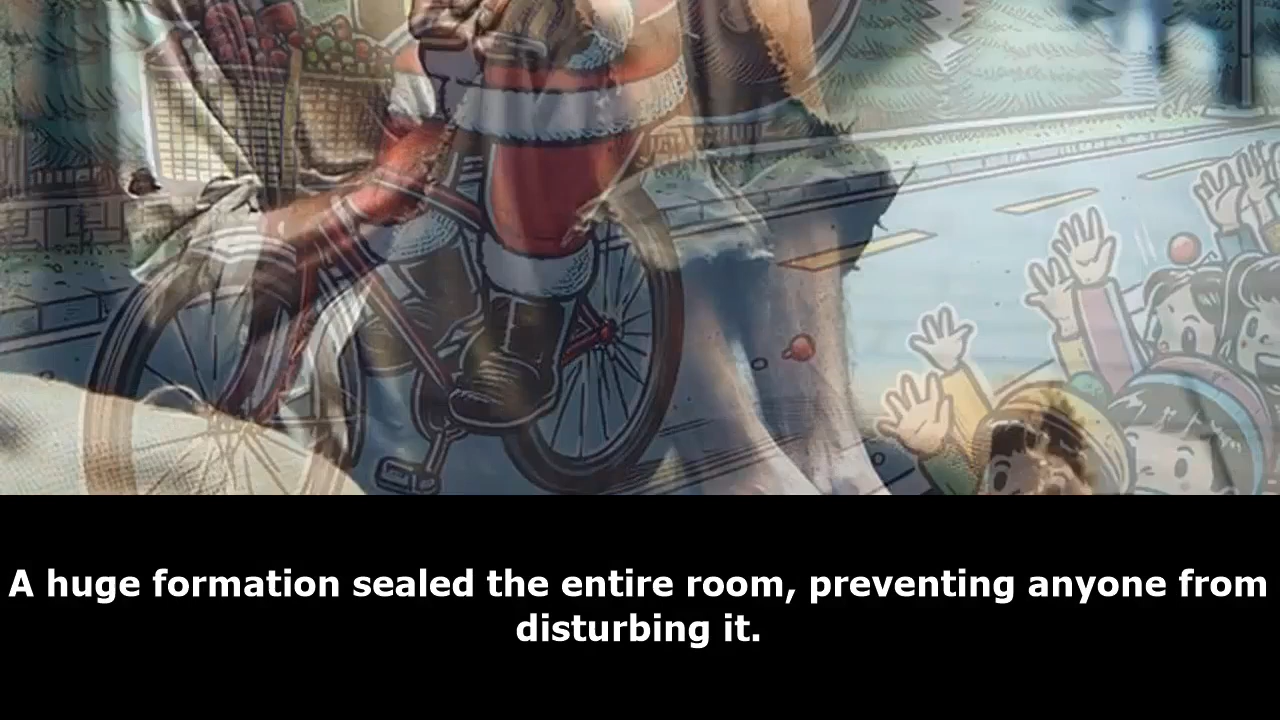 A huge formation sealed the entire room, preventing anyone from
disturbing it.